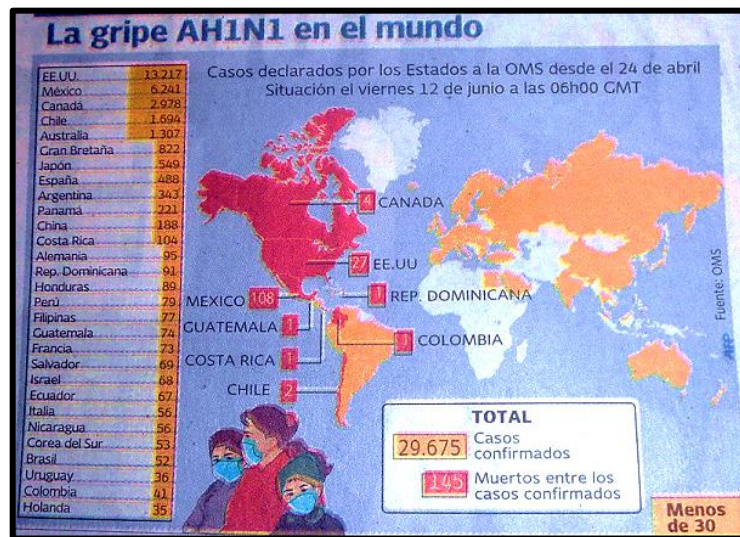 La gripe AH1N1 en el mundo
Casos declarados por los Estados a la OMS desde el 24 de abril
Situación el viernes 12 de junio a las 06h00 GMT
EE.UU. 13.217
México 6.241
Canadá 2.978
Chile 1.694
Australia 1.307
Gran Bretaña 822
Japón 549
España 488
Argentina 343
Panamá 221
China 188
Costa Rica 104
Alemania 95
Rep. Dominicana 91
Honduras 89
Perú 79
Filipinas 77
Guatemala 74
Francia 73
Salvador 69
Israel 68
Ecuador 67
Italia 56
Nicaragua 56
Corea del Sur 53
Brasil 52
Uruguay 36
Colombia 41
Holanda 35
4 CANADA
27 EE.UU
1 REP. DOMINICANA
MEXICO 108
GUATEMALA 1
1 COLOMBIA
COSTA RICA 1
CHILE 2
Fuente: OMS
AFP
TOTAL
29.675 Casos
confirmados
145 Muertos entre los
casos confirmados
Menos
de 30